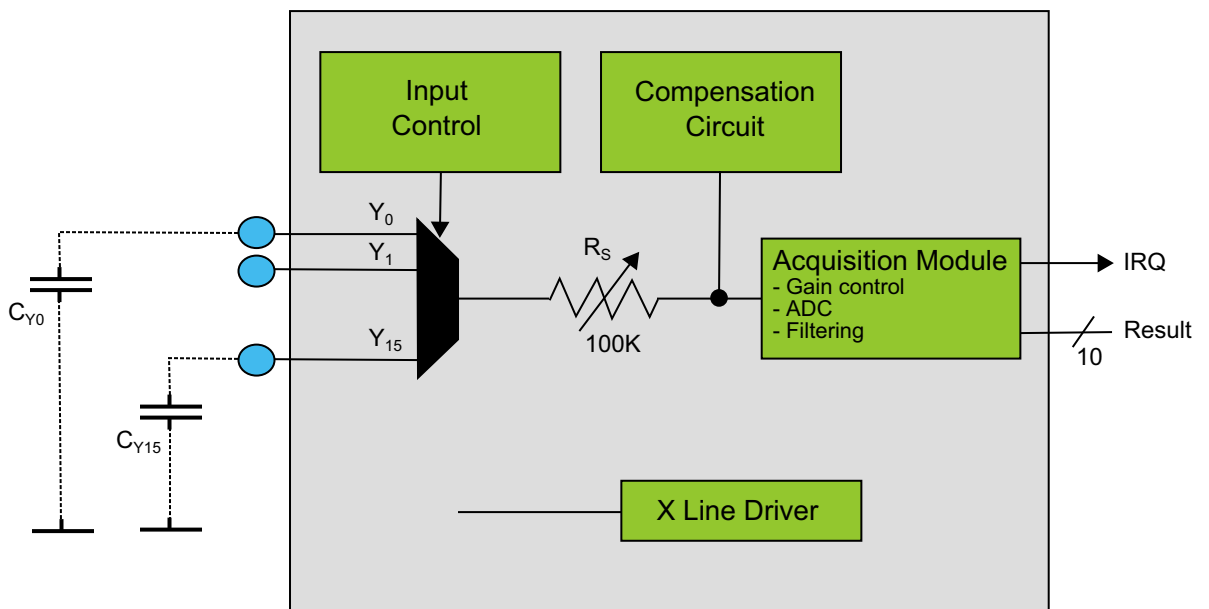 Input
Control
Compensation
Circuit
Y0
Y1
Y15
RS
100K
Acquisition Module
- Gain control
- ADC
- Filtering
IRQ
Result
10
CY0
CY15
X Line Driver